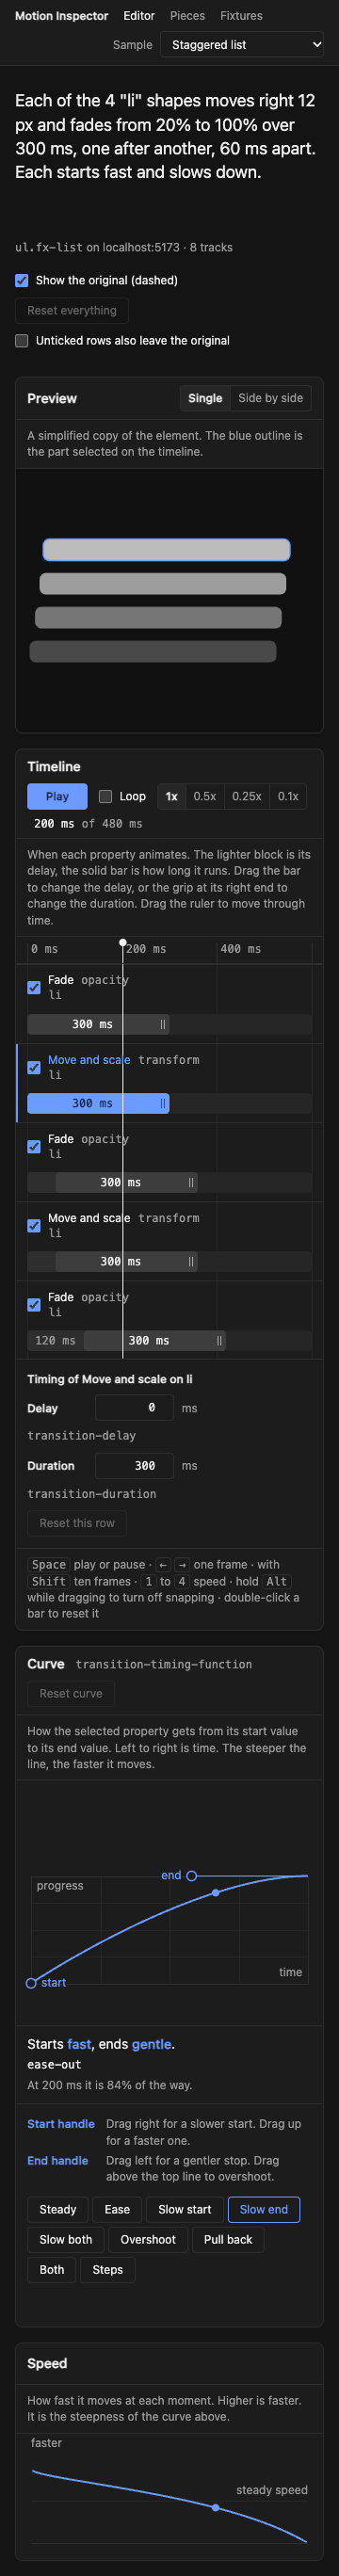 Motion Inspector Editor Pieces Fixtures
Sample Staggered list
Each of the 4 "li" shapes moves right 12
px and fades from 20% to 100% over
300 ms, one after another, 60 ms apart.
Each starts fast and slows down.
ul.fx-list on localhost:5173 · 8 tracks
Show the original (dashed)
Reset everything
Unticked rows also leave the original
Preview Single Side by side
A simplified copy of the element. The blue outline is
the part selected on the timeline.
Timeline
Play Loop 1x 0.5x 0.25x 0.1x
200 ms of 480 ms
When each property animates. The lighter block is its
delay, the solid bar is how long it runs. Drag the bar
to change the delay, or the grip at its right end to
change the duration. Drag the ruler to move through
time.
0 ms 200 ms 400 ms
Fade opacity
li
300 ms
Move and scale transform
li
300 ms
Fade opacity
li
300 ms
Move and scale transform
li
300 ms
Fade opacity
li
120 ms 300 ms
Timing of Move and scale on li
Delay 0 ms
transition-delay
Duration 300 ms
transition-duration
Reset this row
Space play or pause · ← → one frame · with
Shift ten frames · 1 to 4 speed · hold Alt
while dragging to turn off snapping · double-click a
bar to reset it
Curve transition-timing-function
Reset curve
How the selected property gets from its start value
to its end value. Left to right is time. The steeper the
line, the faster it moves.
end
progress
time
start
Starts fast, ends gentle.
ease-out
At 200 ms it is 84% of the way.
Start handle Drag right for a slower start. Drag up
for a faster one.
End handle Drag left for a gentler stop. Drag
above the top line to overshoot.
Steady Ease Slow start Slow end
Slow both Overshoot Pull back
Both Steps
Speed
How fast it moves at each moment. Higher is faster.
It is the steepness of the curve above.
faster
steady speed